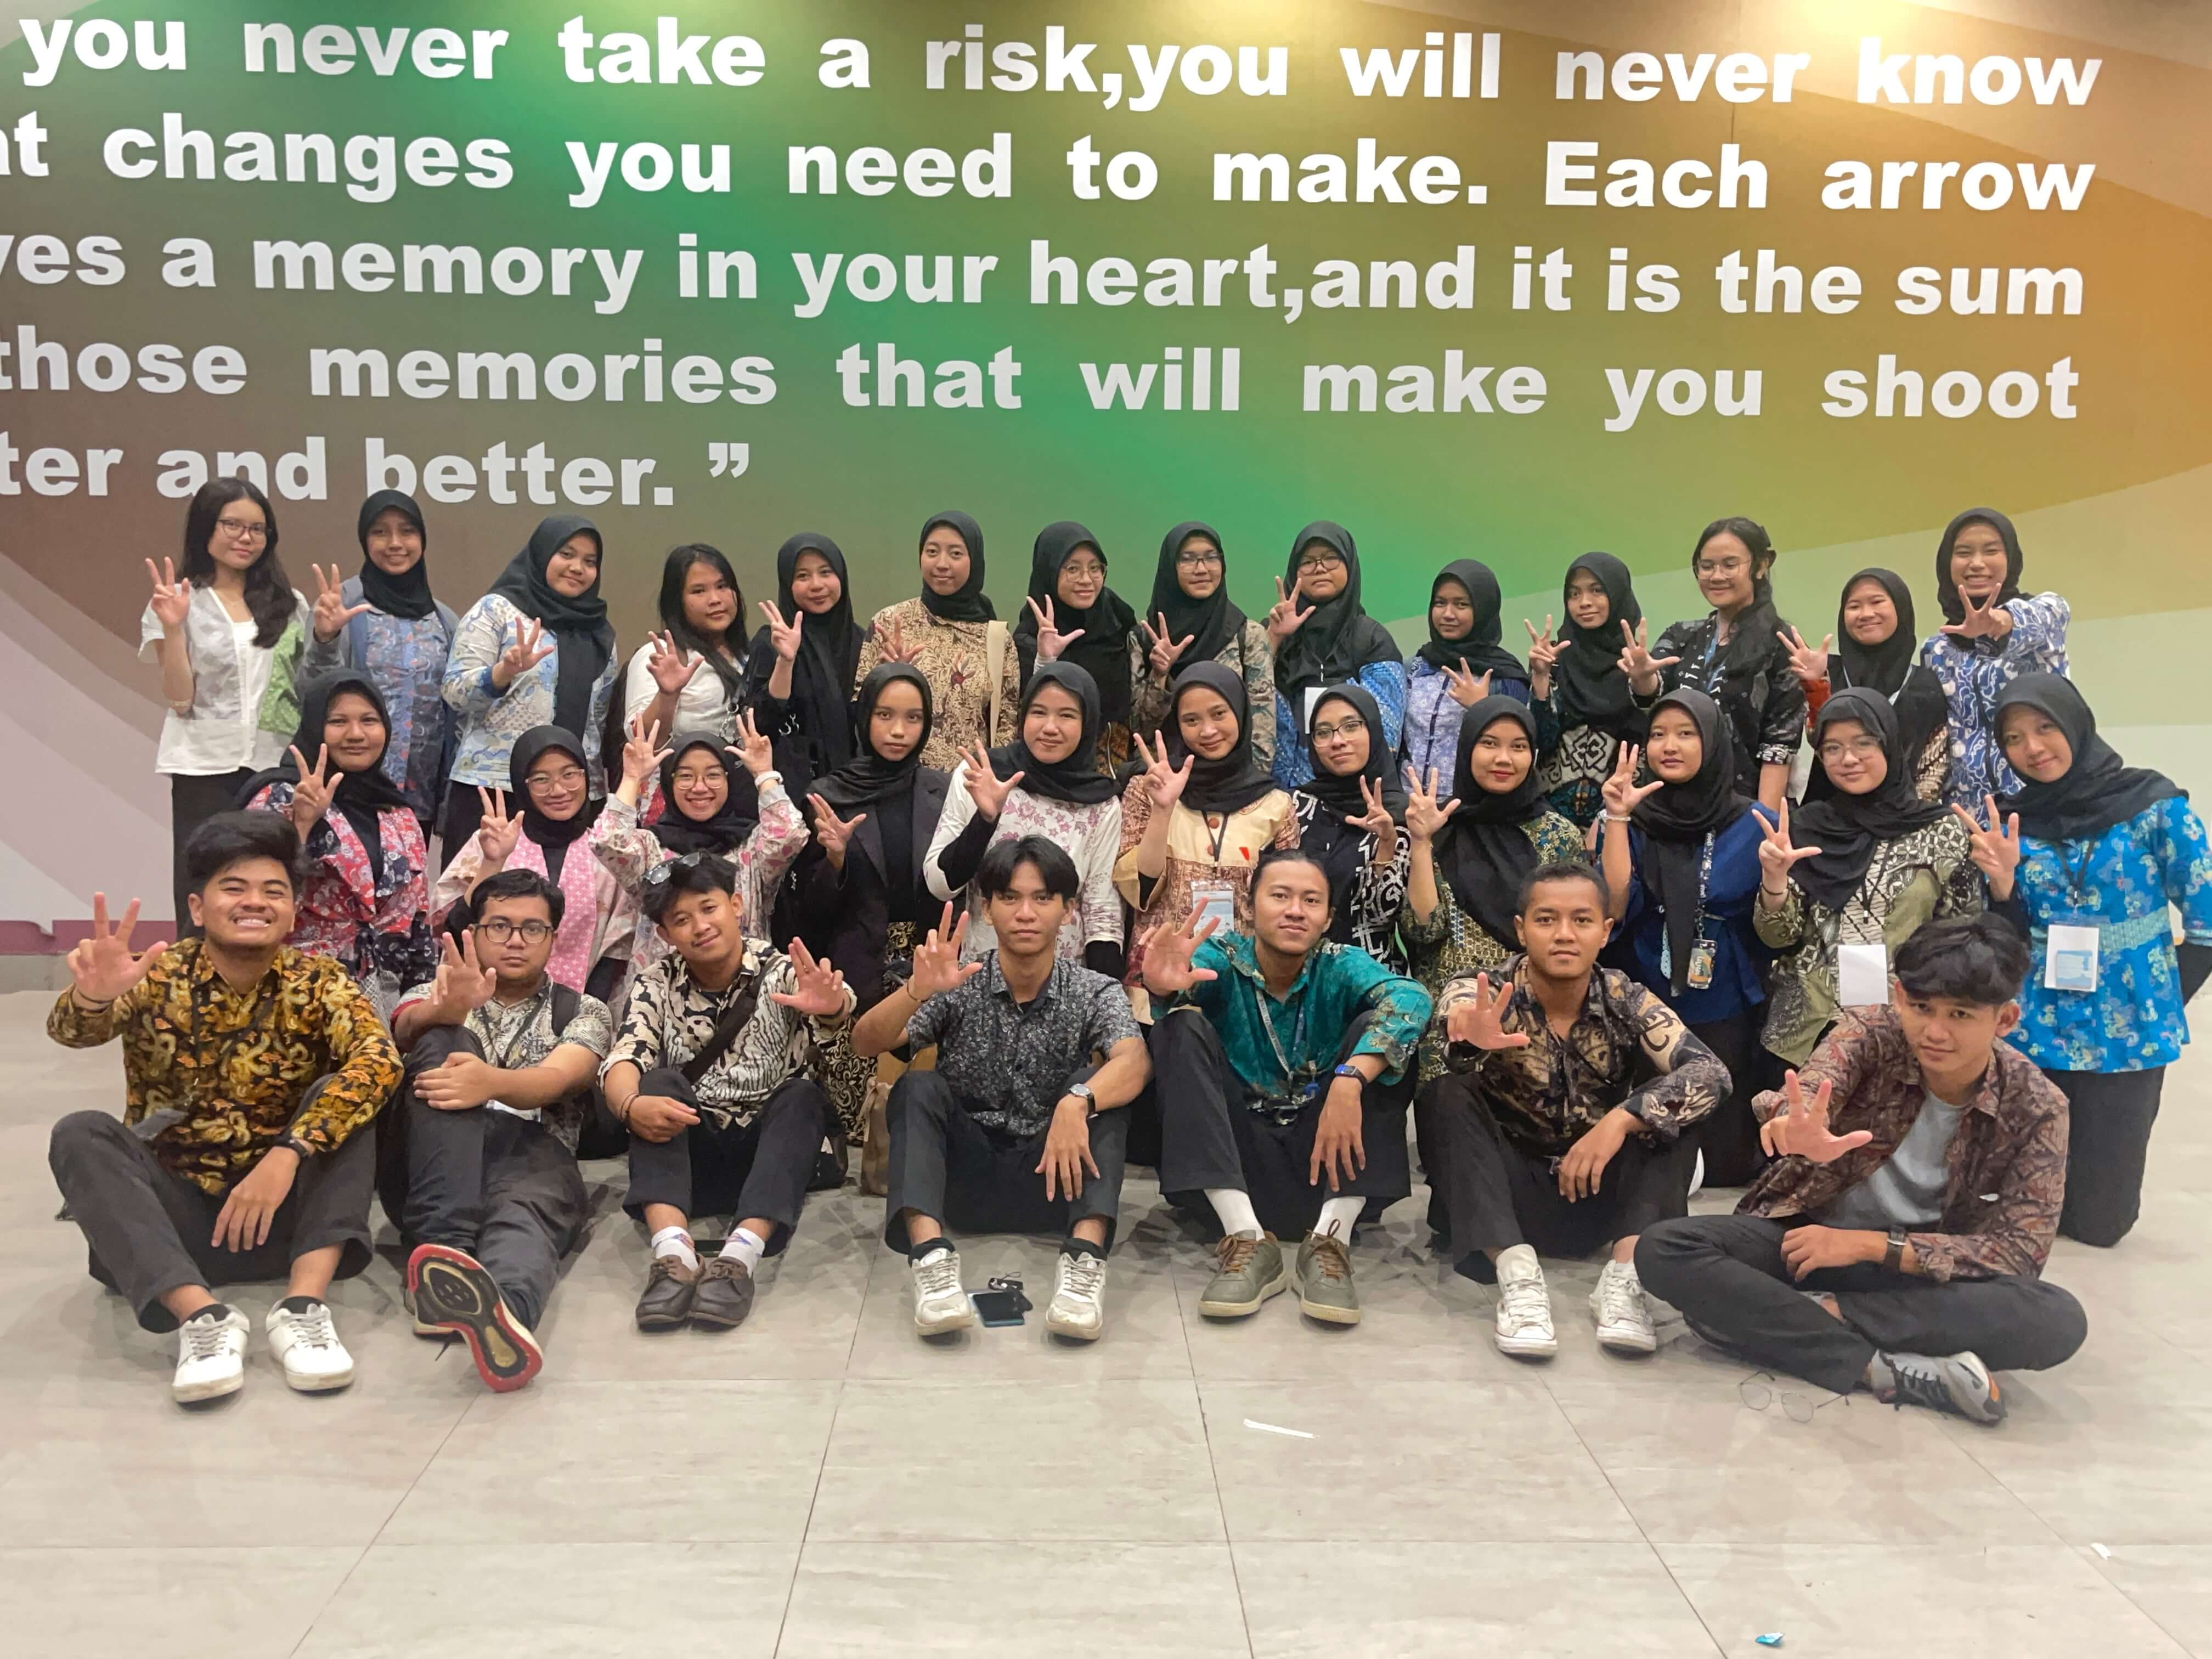 you never take a risk,you will never know
changes you need to make. Each arrow
a memory in your heart,and it is the sum
those memories that will make you shoot
and better. ”